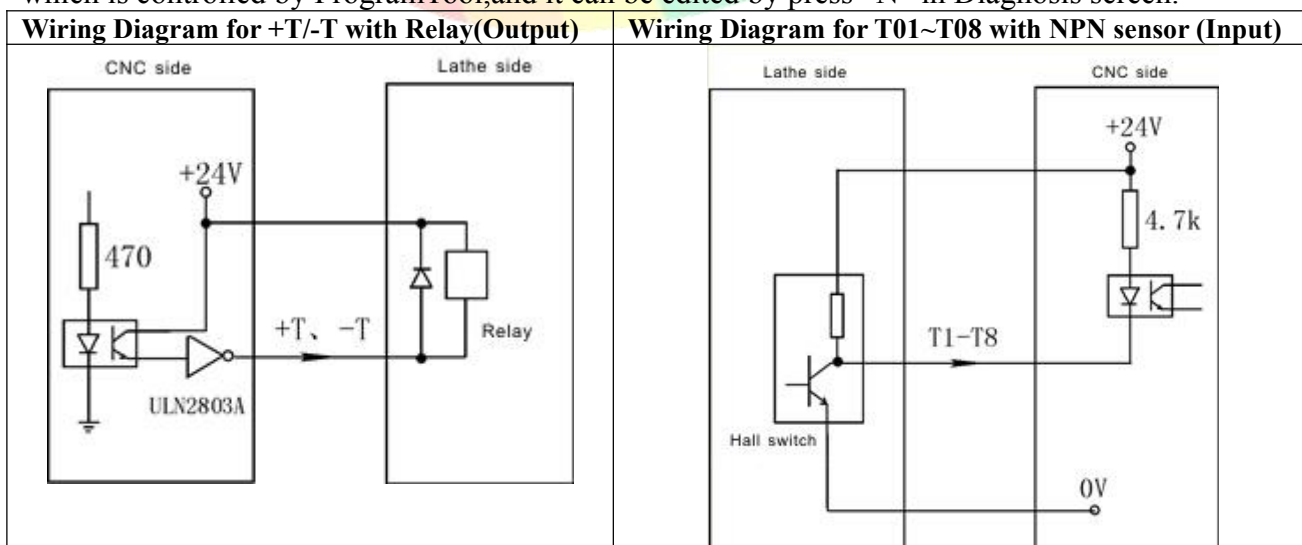 which is controlled by ProgramTool,and it can be edited by press "N" in Diagnosis screen.
Wiring Diagram for +T/-T with Relay(Output)
Wiring Diagram for T01~T08 with NPN sensor (Input)
CNC side
Lathe side
+24V
470
+T、 -T
Relay
ULN2803A
Lathe side
CNC side
+24V
4.7k
T1-T8
Hall switch
0V